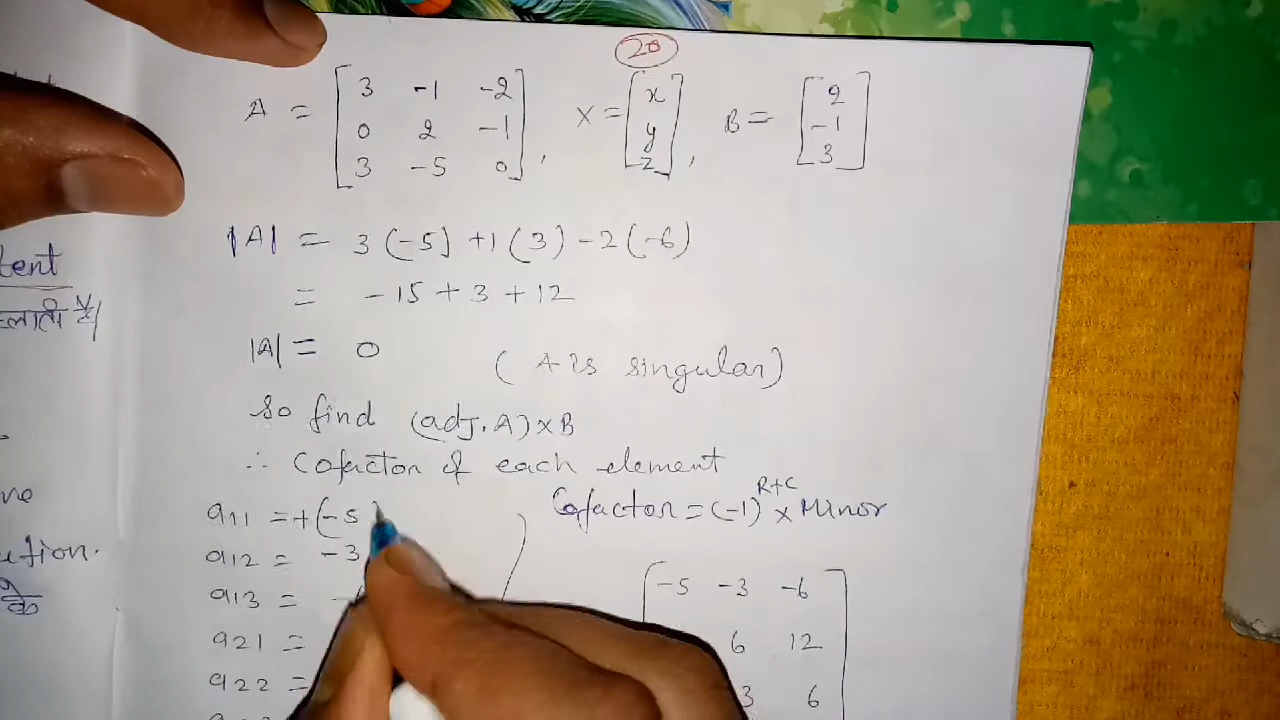 20
A = [3 -1 -2
0 2 -1
3 -5 0], X = [x
y
z], B = [2
-1
3]
|A| = 3(-5) +1(3) -2(-6)
= -15 + 3 + 12
|A| = 0 (A is singular)
So find (adj. A) × B
∴ Cofactor of each element
a11 = +(-5) Cofactor = (-1)^R+C × Minor
a12 = -3
a13 = -
a21 =
a22 =
[-5 -3 -6
6 12
3 6]
tent